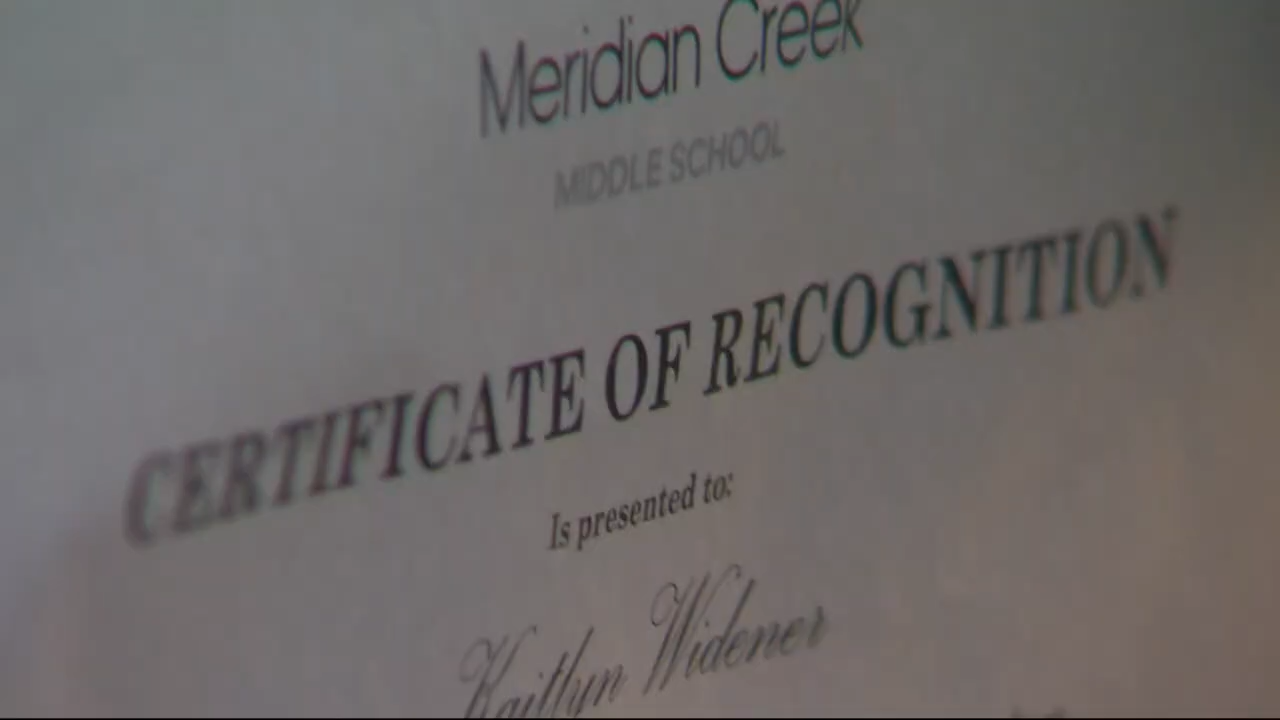 Meridian Creek
MIDDLE SCHOOL
CERTIFICATE OF RECOGNITION
Is presented to:
Kaitlyn Widener